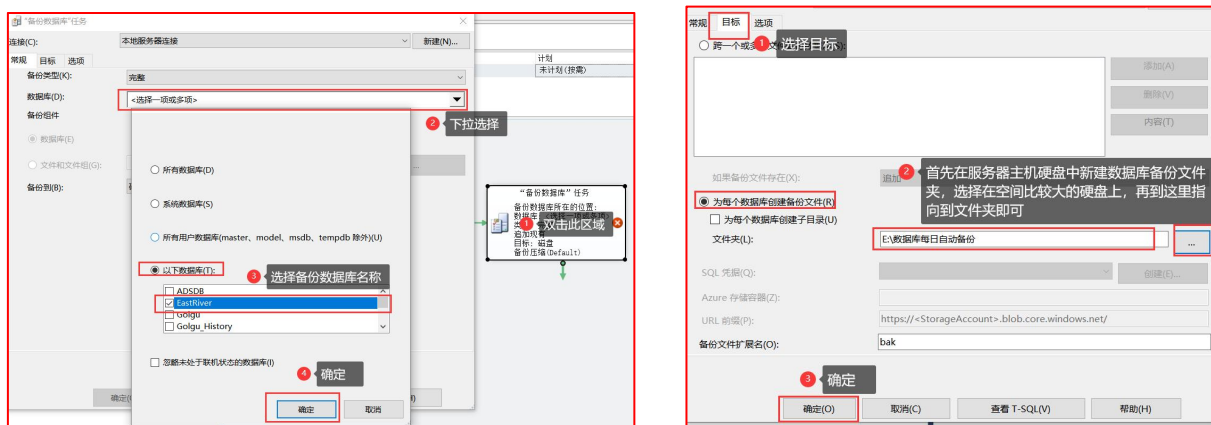 "备份数据库"任务
连接(C):
本地服务器连接
新建(N)...
常规 目标 选项
备份类型(K):
完整
数据库(D):
<选择一项或多项>
2 下拉选择
备份组件
数据库(E)
文件和文件组(G):
备份到(B):
所有数据库(D)
系统数据库(S)
所有用户数据库(master、model、msdb、tempdb 除外)(U)
以下数据库(T):
3 选择备份数据库名称
ADSDB
EastRiver
Golgu
Golgu_History
忽略未处于联机状态的数据库(I)
4 确定
确定
取消
计划
未计划(按需)
"备份数据库"任务
备份数据库所在的位置:
1 双击此区域
追加现有
目标: 磁盘
备份压缩(Default)
常规 目标 选项
1 选择目标
添加(A)
删除(V)
内容(T)
如果备份文件存在(X):
追加
2 首先在服务器主机硬盘中新建数据库备份文件
夹，选择在空间比较大的硬盘上，再到这里指
向到文件夹即可
为每个数据库创建备份文件(R)
为每个数据库创建子目录(U)
文件夹(L):
E:\数据库每日自动备份
...
SQL 凭据(Q):
创建(E)...
Azure 存储容器(Z):
URL 前缀(P):
https://<StorageAccount>.blob.core.windows.net/
备份文件扩展名(O):
bak
3 确定
确定(O)
取消(C)
查看 T-SQL(V)
帮助(H)